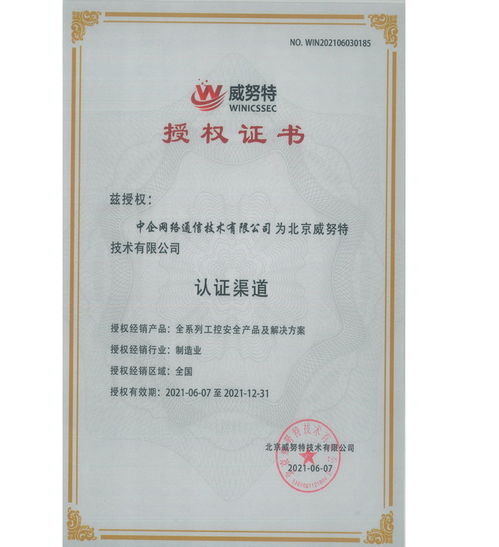 NO. WIN202106030185
威努特
WINICSSEC
授权证书
兹授权：
中企网络通信技术有限公司为北京威努特
技术有限公司
认证渠道
授权经销产品：全系列工控安全产品及解决方案
授权经销行业：制造业
授权经销区域：全国
授权有效期：2021-06-07 至 2021-12-31
北京威努特技术有限公司
2021-06-07